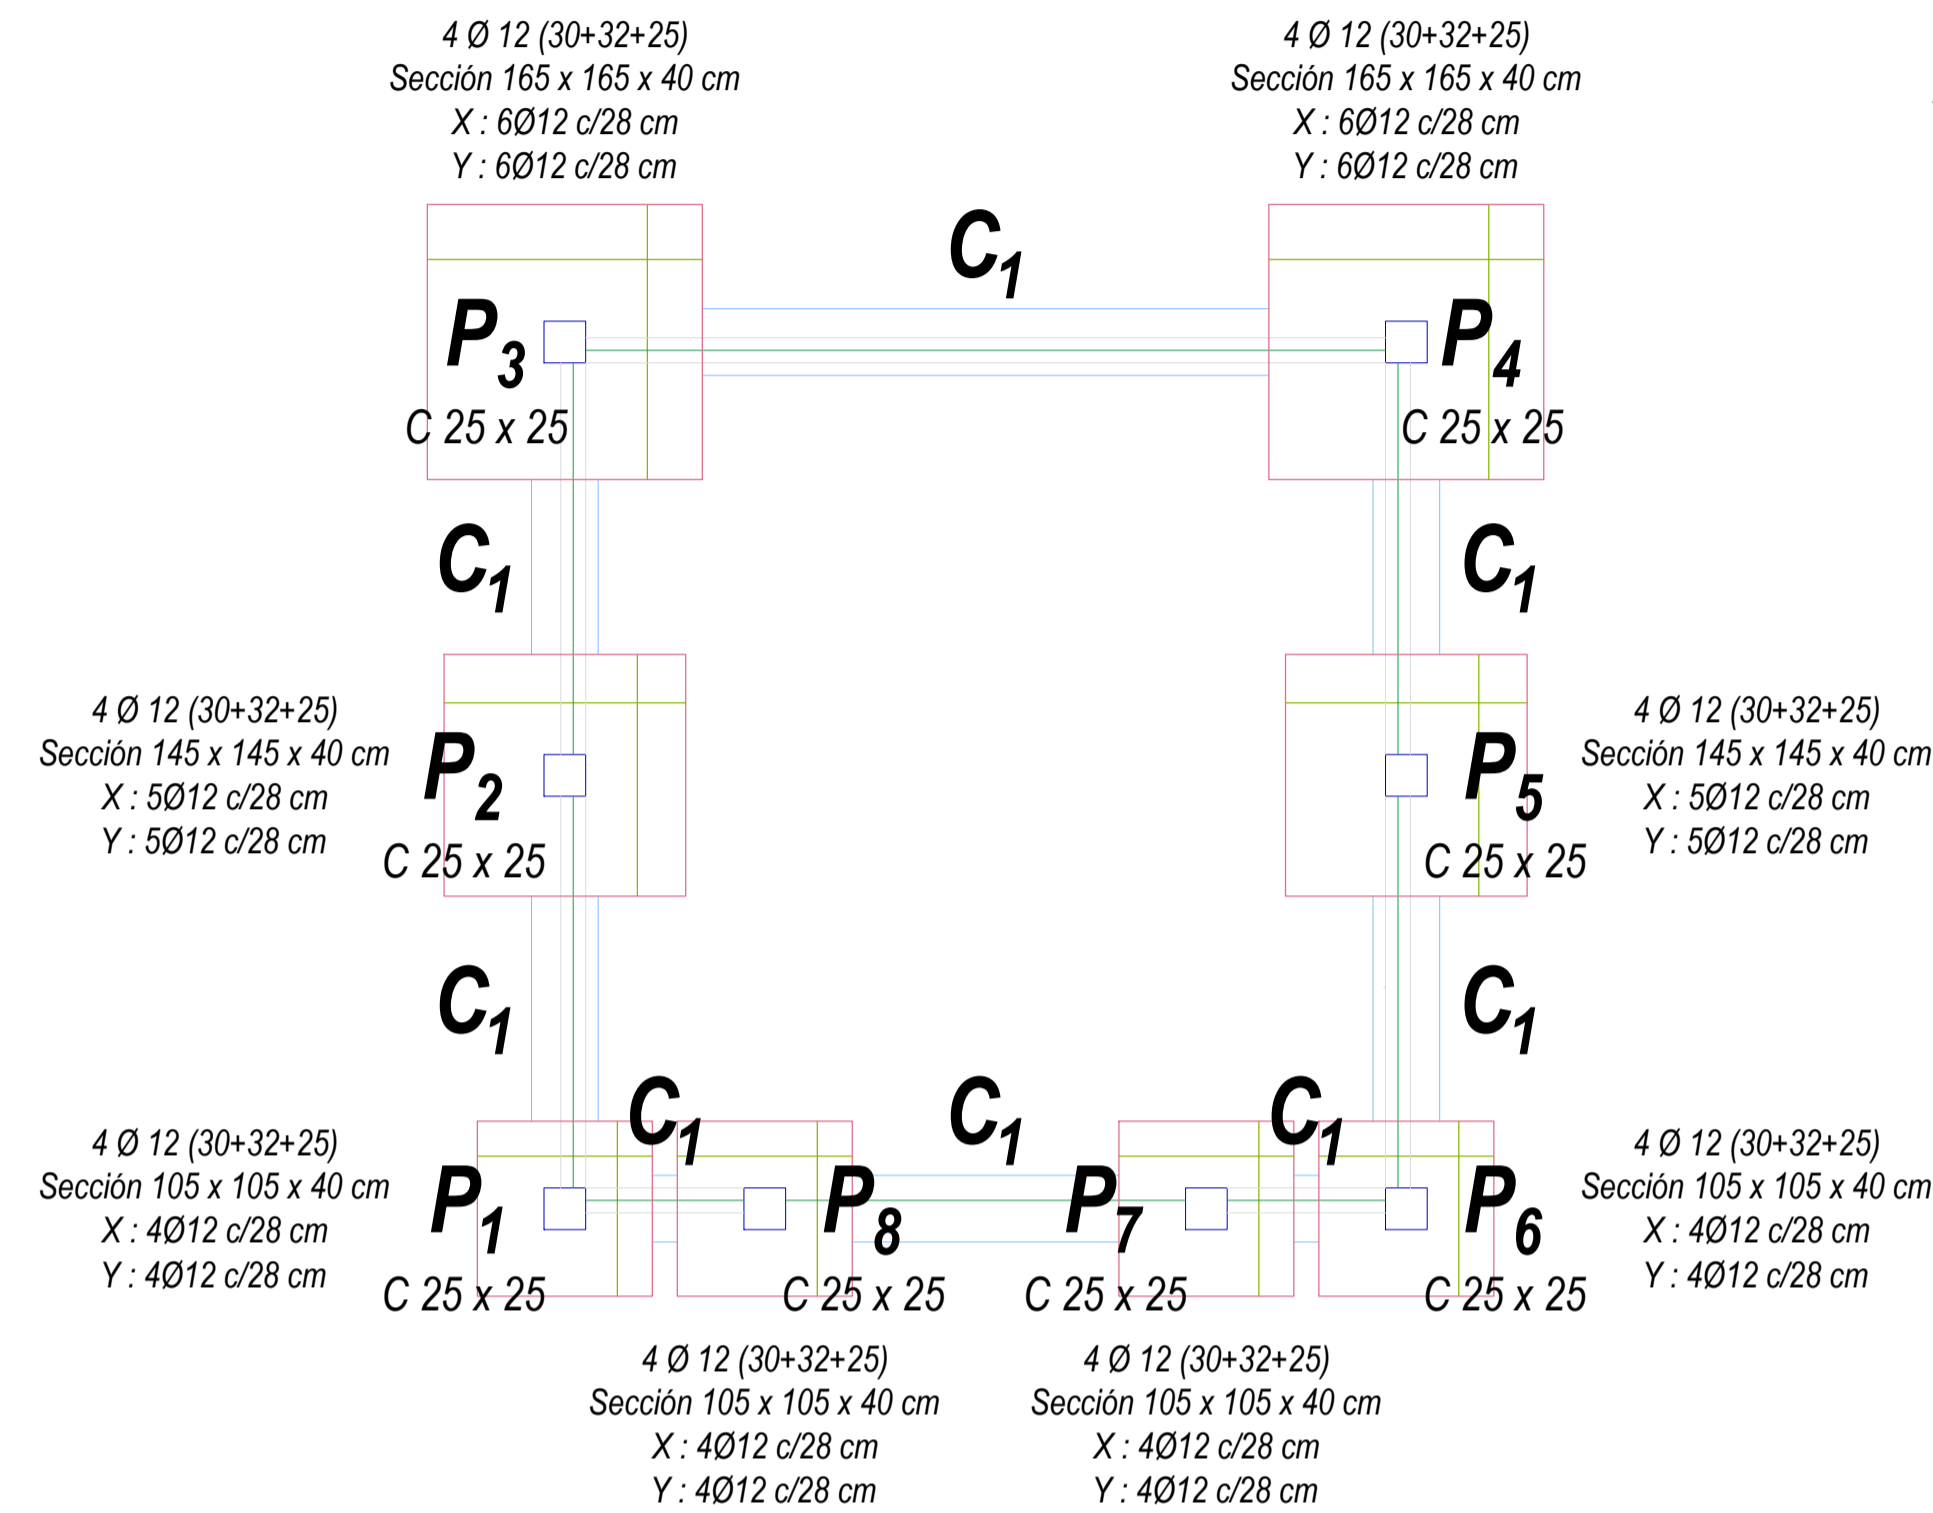 4 Ø 12 (30+32+25)
Sección 165 x 165 x 40 cm
X : 6Ø12 c/28 cm
Y : 6Ø12 c/28 cm
4 Ø 12 (30+32+25)
Sección 165 x 165 x 40 cm
X : 6Ø12 c/28 cm
Y : 6Ø12 c/28 cm
C1
P3
C 25 x 25
P4
C 25 x 25
C1
C1
4 Ø 12 (30+32+25)
Sección 145 x 145 x 40 cm
X : 5Ø12 c/28 cm
Y : 5Ø12 c/28 cm
P2
C 25 x 25
P5
C 25 x 25
4 Ø 12 (30+32+25)
Sección 145 x 145 x 40 cm
X : 5Ø12 c/28 cm
Y : 5Ø12 c/28 cm
C1
C1
C1
C1
C1
4 Ø 12 (30+32+25)
Sección 105 x 105 x 40 cm
X : 4Ø12 c/28 cm
Y : 4Ø12 c/28 cm
P1
C 25 x 25
P8
C 25 x 25
P7
C 25 x 25
P6
C 25 x 25
4 Ø 12 (30+32+25)
Sección 105 x 105 x 40 cm
X : 4Ø12 c/28 cm
Y : 4Ø12 c/28 cm
4 Ø 12 (30+32+25)
Sección 105 x 105 x 40 cm
X : 4Ø12 c/28 cm
Y : 4Ø12 c/28 cm
4 Ø 12 (30+32+25)
Sección 105 x 105 x 40 cm
X : 4Ø12 c/28 cm
Y : 4Ø12 c/28 cm